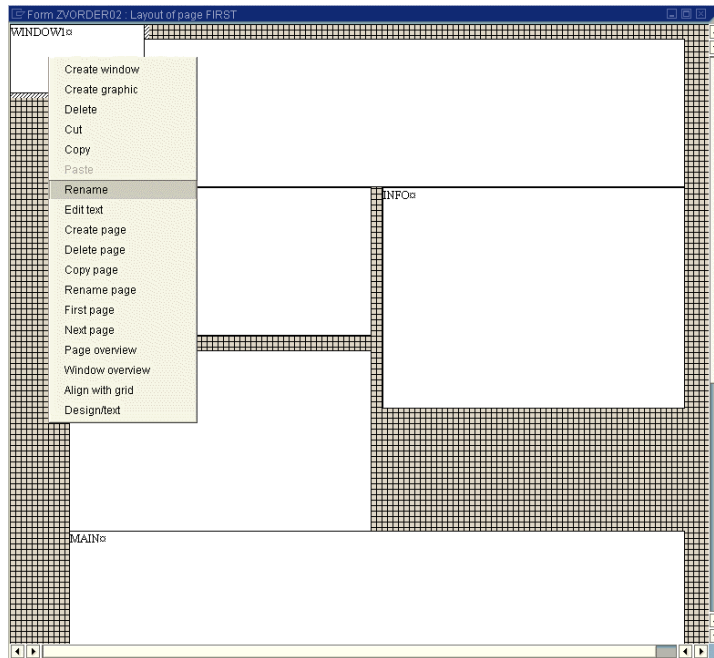 Form ZVORDER02 : Layout of page FIRST
WINDOW1¤
Create window
Create graphic
Delete
Cut
Copy
Paste
Rename
Edit text
Create page
Delete page
Copy page
Rename page
First page
Next page
Page overview
Window overview
Align with grid
Design/text
INFO¤
MAIN¤